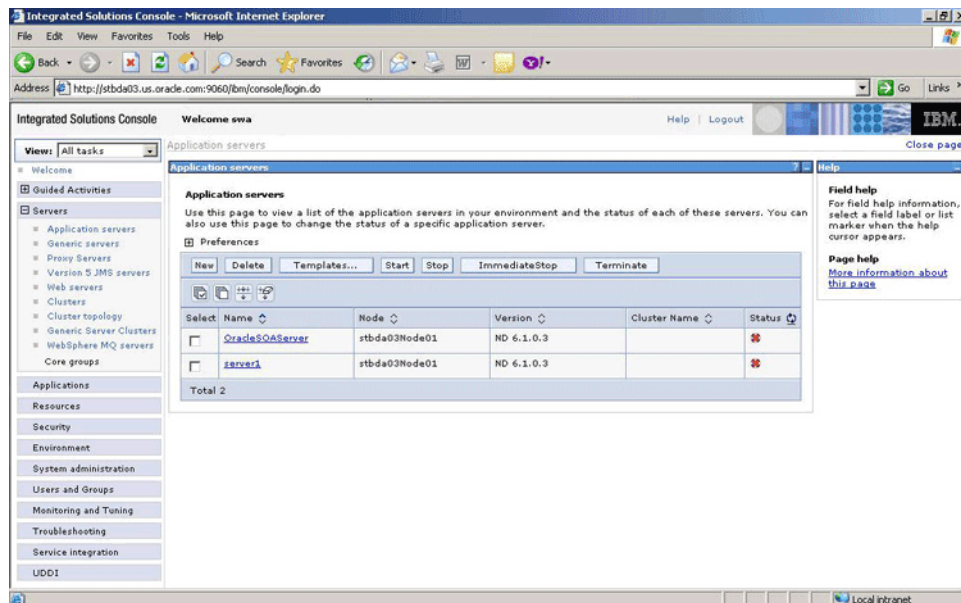 Integrated Solutions Console - Microsoft Internet Explorer
File Edit View Favorites Tools Help
Back Search Favorites
Address http://stbda03.us.oracle.com:9060/ibm/console/login.do Go Links
Integrated Solutions Console Welcome swa Help | Logout IBM.
View: All tasks
Application servers Close page
Welcome
Guided Activities
Servers
Application servers
Generic servers
Proxy Servers
Version 5 JMS servers
Web servers
Clusters
Cluster topology
Generic Server Clusters
WebSphere MQ servers
Core groups
Applications
Resources
Security
Environment
System administration
Users and Groups
Monitoring and Tuning
Troubleshooting
Service integration
UDDI
Application servers ? -
Application servers
Use this page to view a list of the application servers in your environment and the status of each of these servers. You can
also use this page to change the status of a specific application server.
Preferences
New Delete Templates... Start Stop ImmediateStop Terminate
Select Name Node Version Cluster Name Status
OracleSOAServer stbda03Node01 ND 6.1.0.3
server1 stbda03Node01 ND 6.1.0.3
Total 2
Help
Field help
For field help information,
select a field label or list
marker when the help
cursor appears.
Page help
More information about
this page
Local intranet